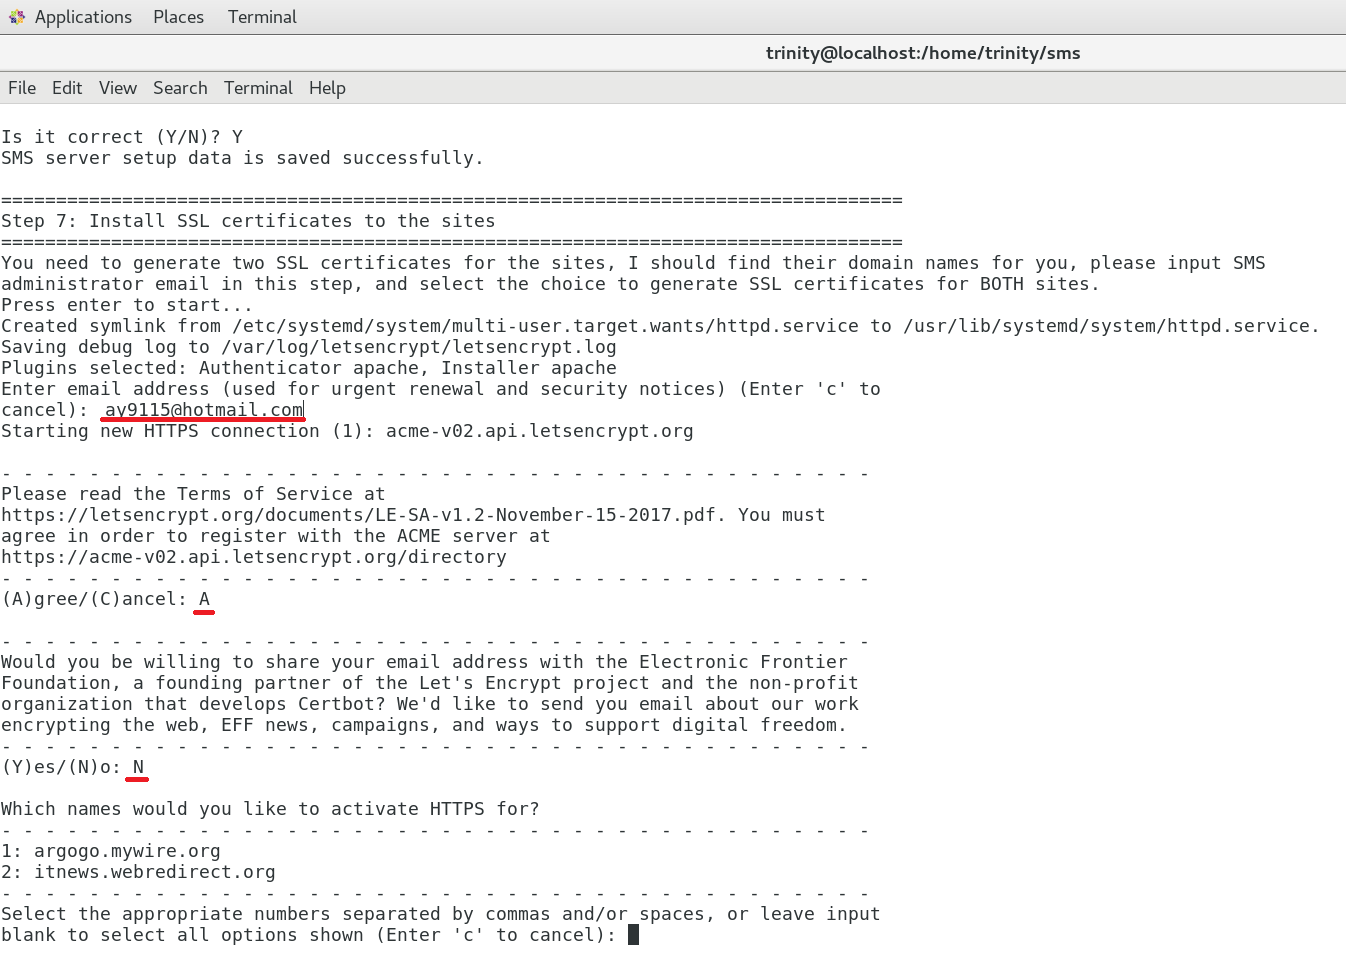 Applications Places Terminal
trinity@localhost:/home/trinity/sms
File Edit View Search Terminal Help
Is it correct (Y/N)? Y
SMS server setup data is saved successfully.
==================================================================================
Step 7: Install SSL certificates to the sites
==================================================================================
You need to generate two SSL certificates for the sites, I should find their domain names for you, please input SMS
administrator email in this step, and select the choice to generate SSL certificates for BOTH sites.
Press enter to start...
Created symlink from /etc/systemd/system/multi-user.target.wants/httpd.service to /usr/lib/systemd/system/httpd.service.
Saving debug log to /var/log/letsencrypt/letsencrypt.log
Plugins selected: Authenticator apache, Installer apache
Enter email address (used for urgent renewal and security notices) (Enter 'c' to
cancel): ay9115@hotmail.com
Starting new HTTPS connection (1): acme-v02.api.letsencrypt.org
- - - - - - - - - - - - - - - - - - - - - - - - - - - - - - - - - - - - - - - -
Please read the Terms of Service at
https://letsencrypt.org/documents/LE-SA-v1.2-November-15-2017.pdf. You must
agree in order to register with the ACME server at
https://acme-v02.api.letsencrypt.org/directory
- - - - - - - - - - - - - - - - - - - - - - - - - - - - - - - - - - - - - - - -
(A)gree/(C)ancel: A
- - - - - - - - - - - - - - - - - - - - - - - - - - - - - - - - - - - - - - - -
Would you be willing to share your email address with the Electronic Frontier
Foundation, a founding partner of the Let's Encrypt project and the non-profit
organization that develops Certbot? We'd like to send you email about our work
encrypting the web, EFF news, campaigns, and ways to support digital freedom.
- - - - - - - - - - - - - - - - - - - - - - - - - - - - - - - - - - - - - - - -
(Y)es/(N)o: N
Which names would you like to activate HTTPS for?
- - - - - - - - - - - - - - - - - - - - - - - - - - - - - - - - - - - - - - - -
1: argogo.mywire.org
2: itnews.webredirect.org
- - - - - - - - - - - - - - - - - - - - - - - - - - - - - - - - - - - - - - - -
Select the appropriate numbers separated by commas and/or spaces, or leave input
blank to select all options shown (Enter 'c' to cancel):